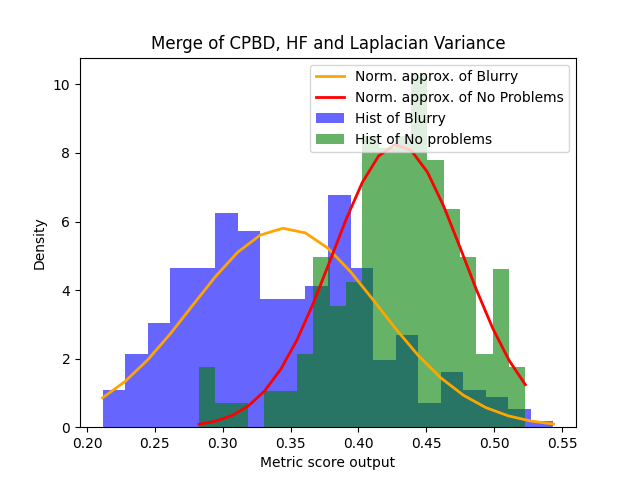 Merge of CPBD, HF and Laplacian Variance
Norm. approx. of Blurry
Norm. approx. of No Problems
Hist of Blurry
Hist of No problems
Density
10
8
6
4
2
0
0.20 0.25 0.30 0.35 0.40 0.45 0.50 0.55
Metric score output